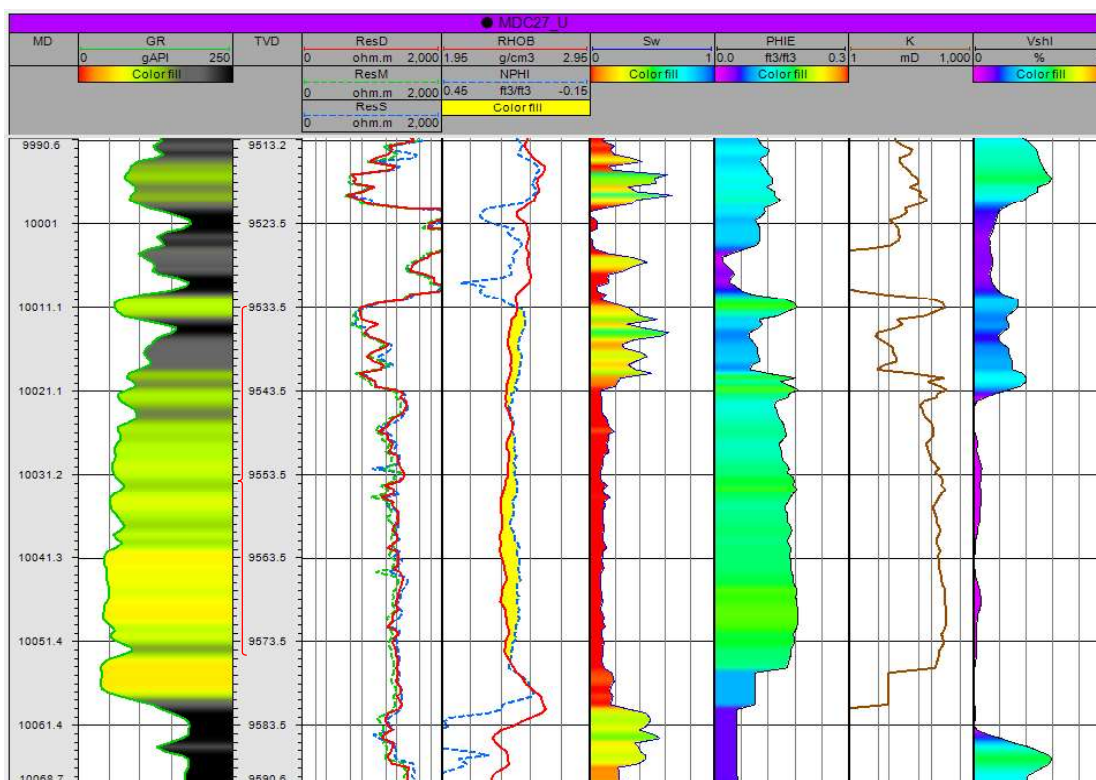 MDC27_U
MD GR TVD ResD RHOB Sw PHIE K Vshl
0 gAPI 250 0 ohm.m 2,000 1.95 g/cm3 2.95 0 1 0.0 ft3/ft3 0.3 1 mD 1,000 0 %
Color fill ResM NPHI Color fill Color fill Color fill
0 ohm.m 2,000 0.45 ft3/ft3 -0.15
ResS Color fill
0 ohm.m 2,000
9990.6 9513.2
10001 9523.5
10011.1 9533.5
10021.1 9543.5
10031.2 9553.5
10041.3 9563.5
10051.4 9573.5
10061.4 9583.5
10068.7 9590.6